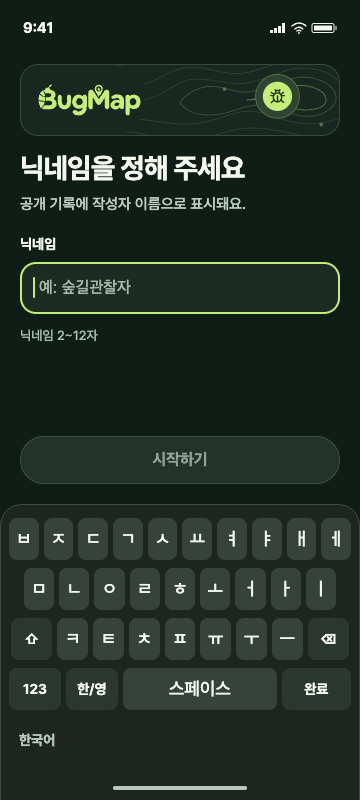 9:41
BugMap
닉네임을 정해 주세요
공개 기록에 작성자 이름으로 표시돼요.
닉네임
예: 숲길관찰자
닉네임 2~12자
시작하기
ㅂ ㅈ ㄷ ㄱ ㅅ ㅛ ㅕ ㅑ ㅐ ㅔ
ㅁ ㄴ ㅇ ㄹ ㅎ ㅗ ㅓ ㅏ ㅣ
ㅋ ㅌ ㅊ ㅍ ㅠ ㅜ ㅡ
123 한/영 스페이스 완료
한국어